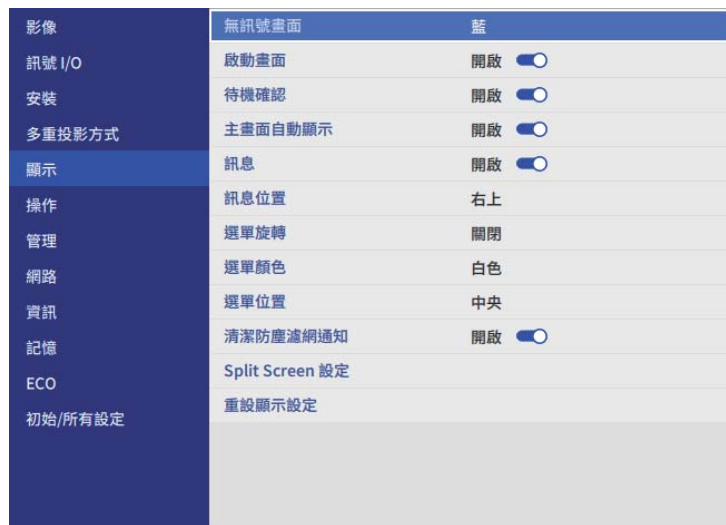 影像
訊號 I/O
安裝
多重投影方式
顯示
操作
管理
網路
資訊
記憶
ECO
初始/所有設定
無訊號畫面 藍
啟動畫面 開啟
待機確認 開啟
主畫面自動顯示 開啟
訊息 開啟
訊息位置 右上
選單旋轉 關閉
選單顏色 白色
選單位置 中央
清潔防塵濾網通知 開啟
Split Screen 設定
重設顯示設定